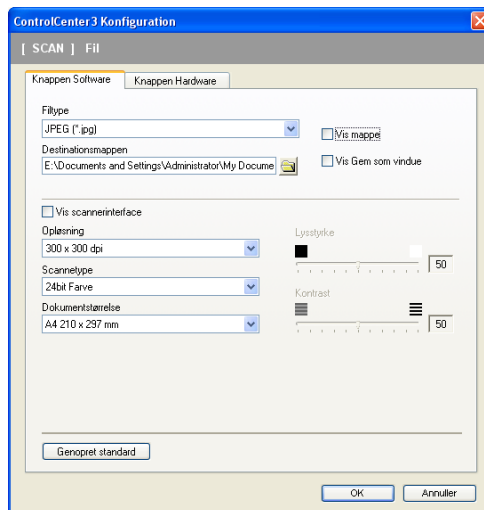 ControlCenter3 Konfiguration
[ SCAN ] Fil
Knappen Software
Knappen Hardware
Filtype
JPEG (*.jpg)
Vis mappe
Destinationsmappen
E:\Documents and Settings\Administrator\My Docume
Vis Gem som vindue
Vis scannerinterface
Opløsning
300 x 300 dpi
Lysstyrke
50
Scannetype
24bit Farve
Kontrast
Dokumentstørrelse
A4 210 x 297 mm
50
Genopret standard
OK
Annuller